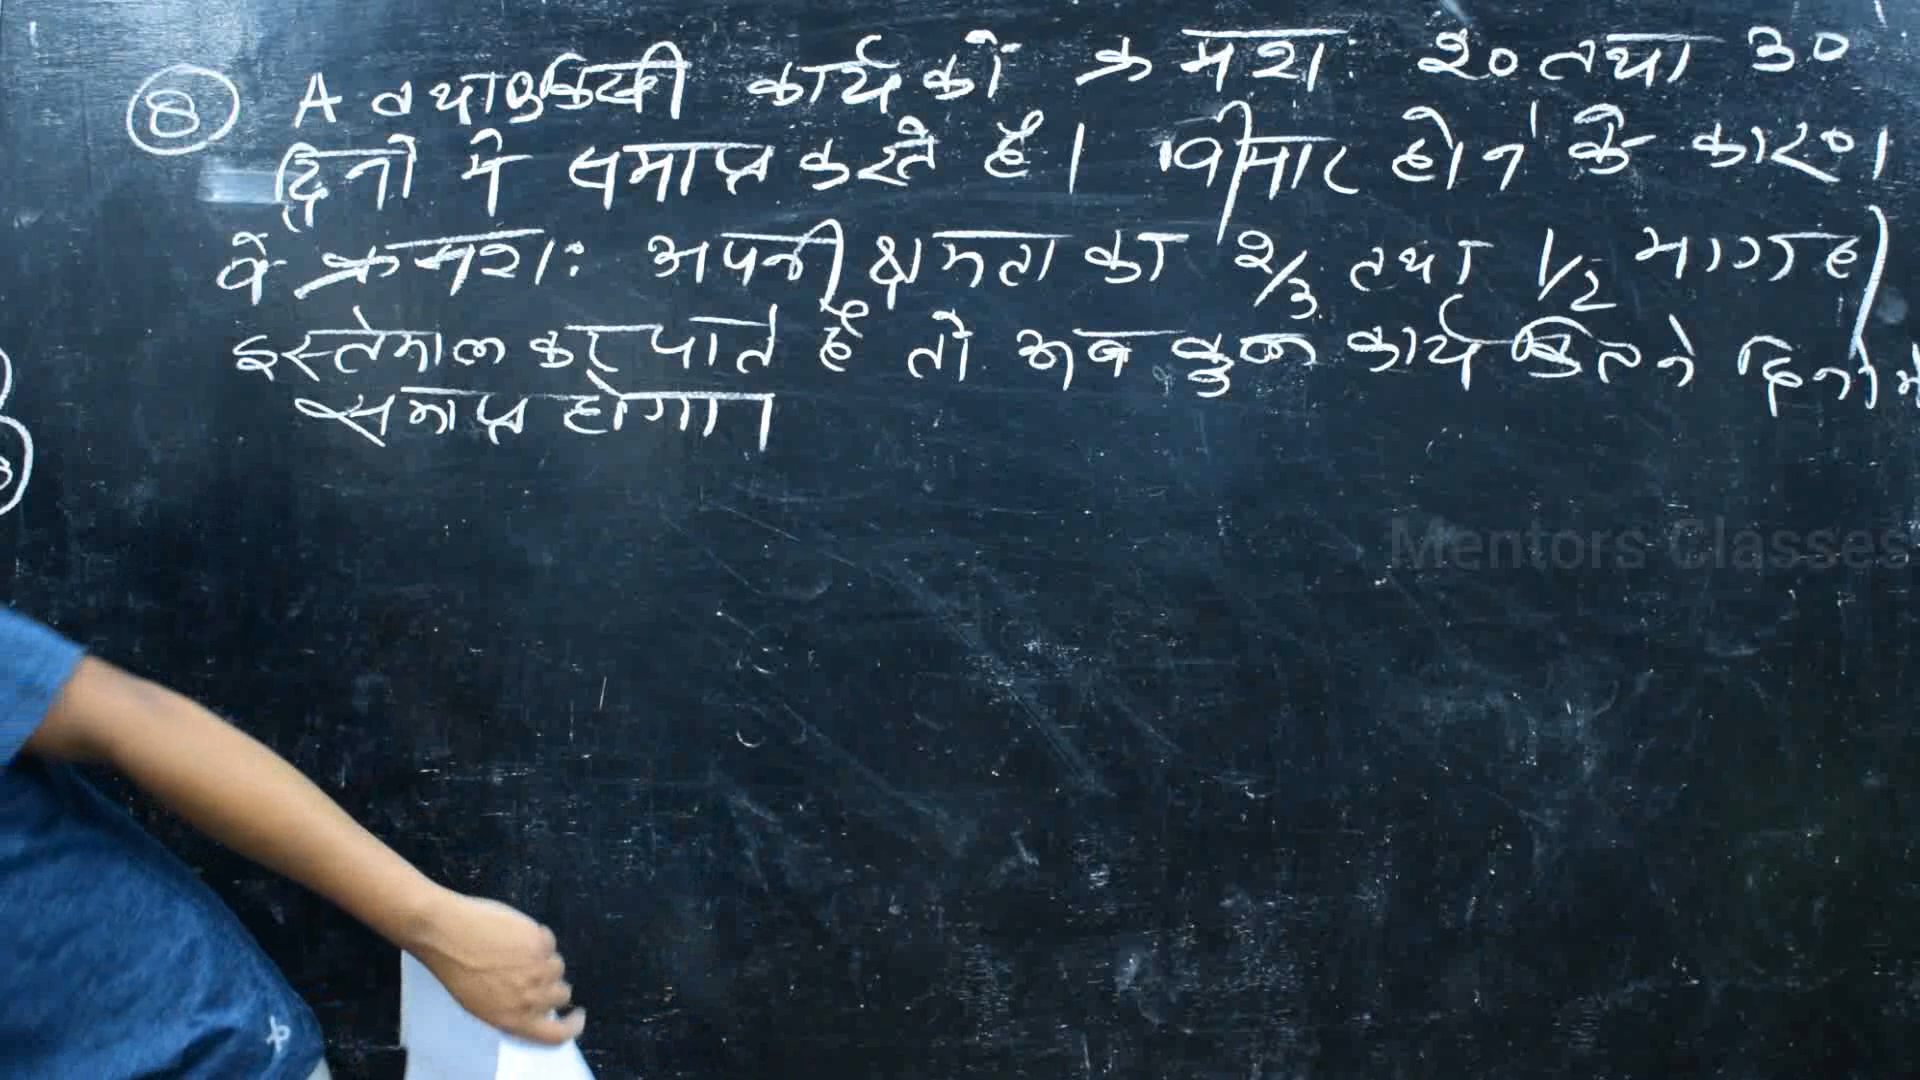 8 A तथा B किसी कार्य को क्रमशः 20 तथा 30
दिनों में समाप्त करते हैं। बीमार होने के कारण
वे क्रमशः अपनी क्षमता का 2/3 तथा 1/2 भाग ही
इस्तेमाल कर पाते हैं तो अब कुल कार्य कितने दिनों में
समाप्त होगा।
Mentors Classes